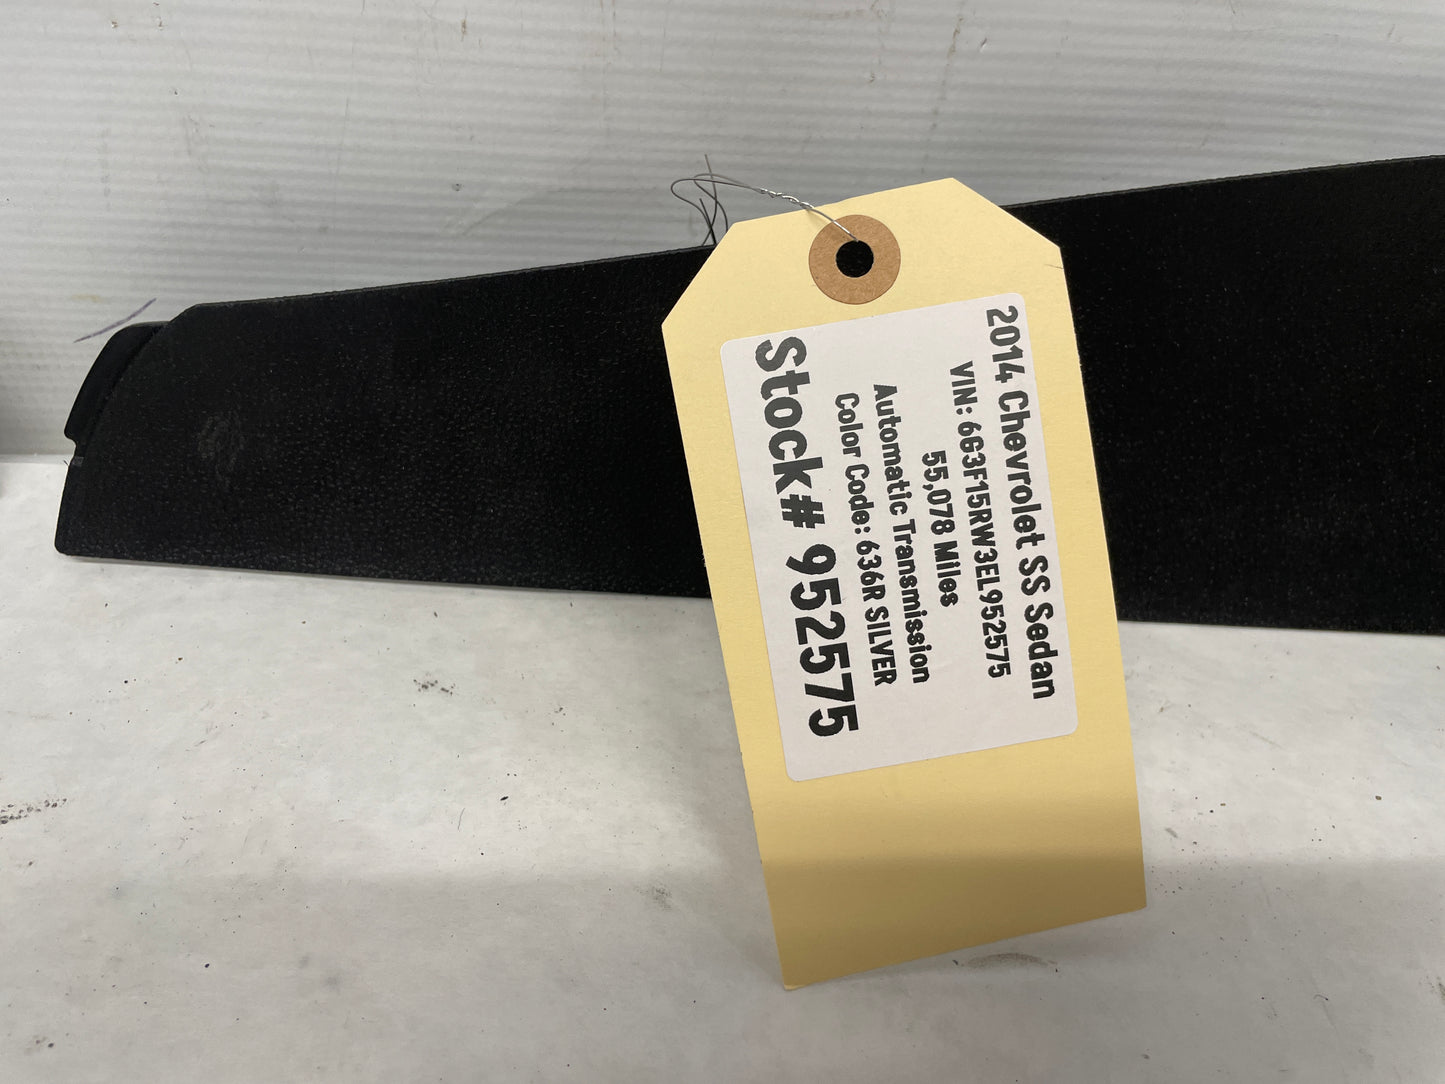 2014 Chevrolet SS Sedan
VIN: 6G3F15RW3EL952575
55,078 Miles
Automatic Transmission
Color Code: 636R SILVER
Stock# 952575